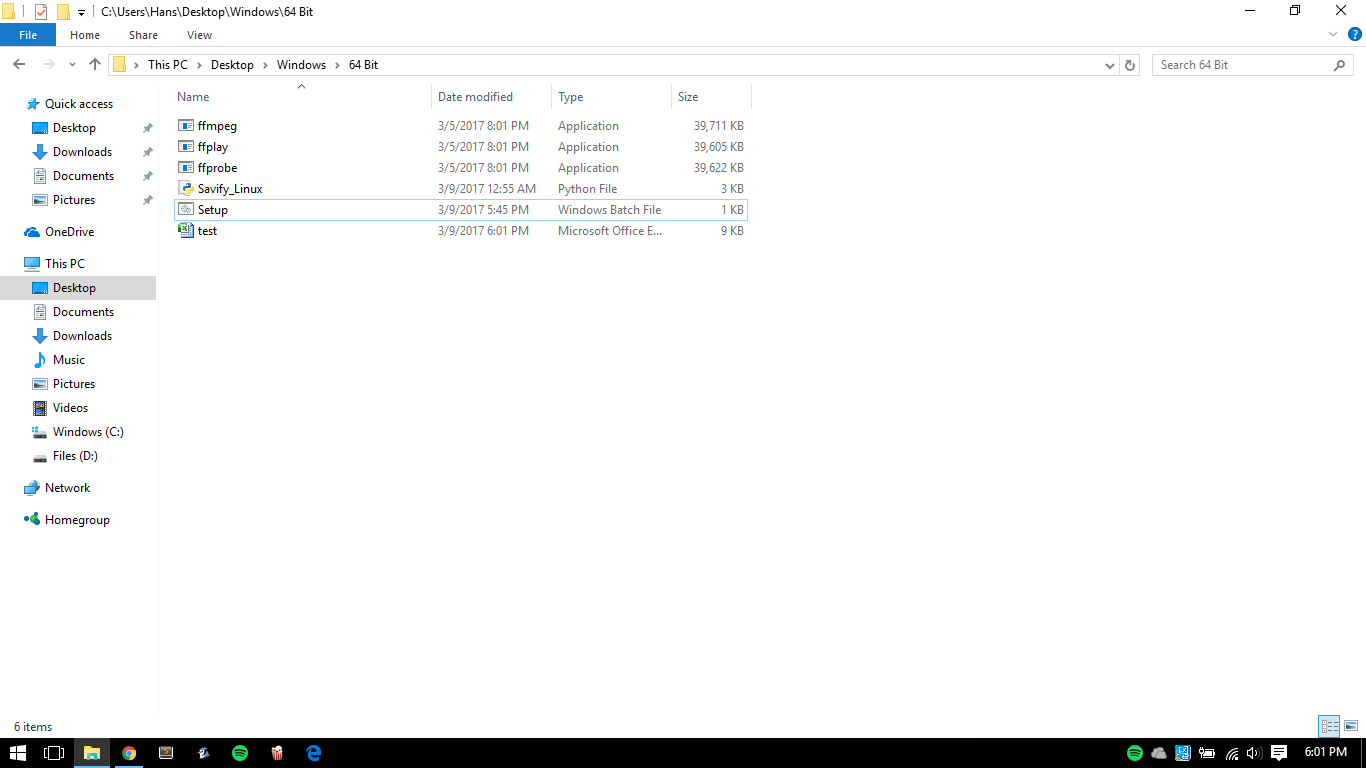 C:\Users\Hans\Desktop\Windows\64 Bit
File Home Share View
This PC Desktop Windows 64 Bit Search 64 Bit
Name Date modified Type Size
ffmpeg 3/5/2017 8:01 PM Application 39,711 KB
ffplay 3/5/2017 8:01 PM Application 39,605 KB
ffprobe 3/5/2017 8:01 PM Application 39,622 KB
Savify_Linux 3/9/2017 12:55 AM Python File 3 KB
Setup 3/9/2017 5:45 PM Windows Batch File 1 KB
test 3/9/2017 6:01 PM Microsoft Office E... 9 KB
Quick access
Desktop
Downloads
Documents
Pictures
OneDrive
This PC
Desktop
Documents
Downloads
Music
Pictures
Videos
Windows (C:)
Files (D:)
Network
Homegroup
6 items
6:01 PM